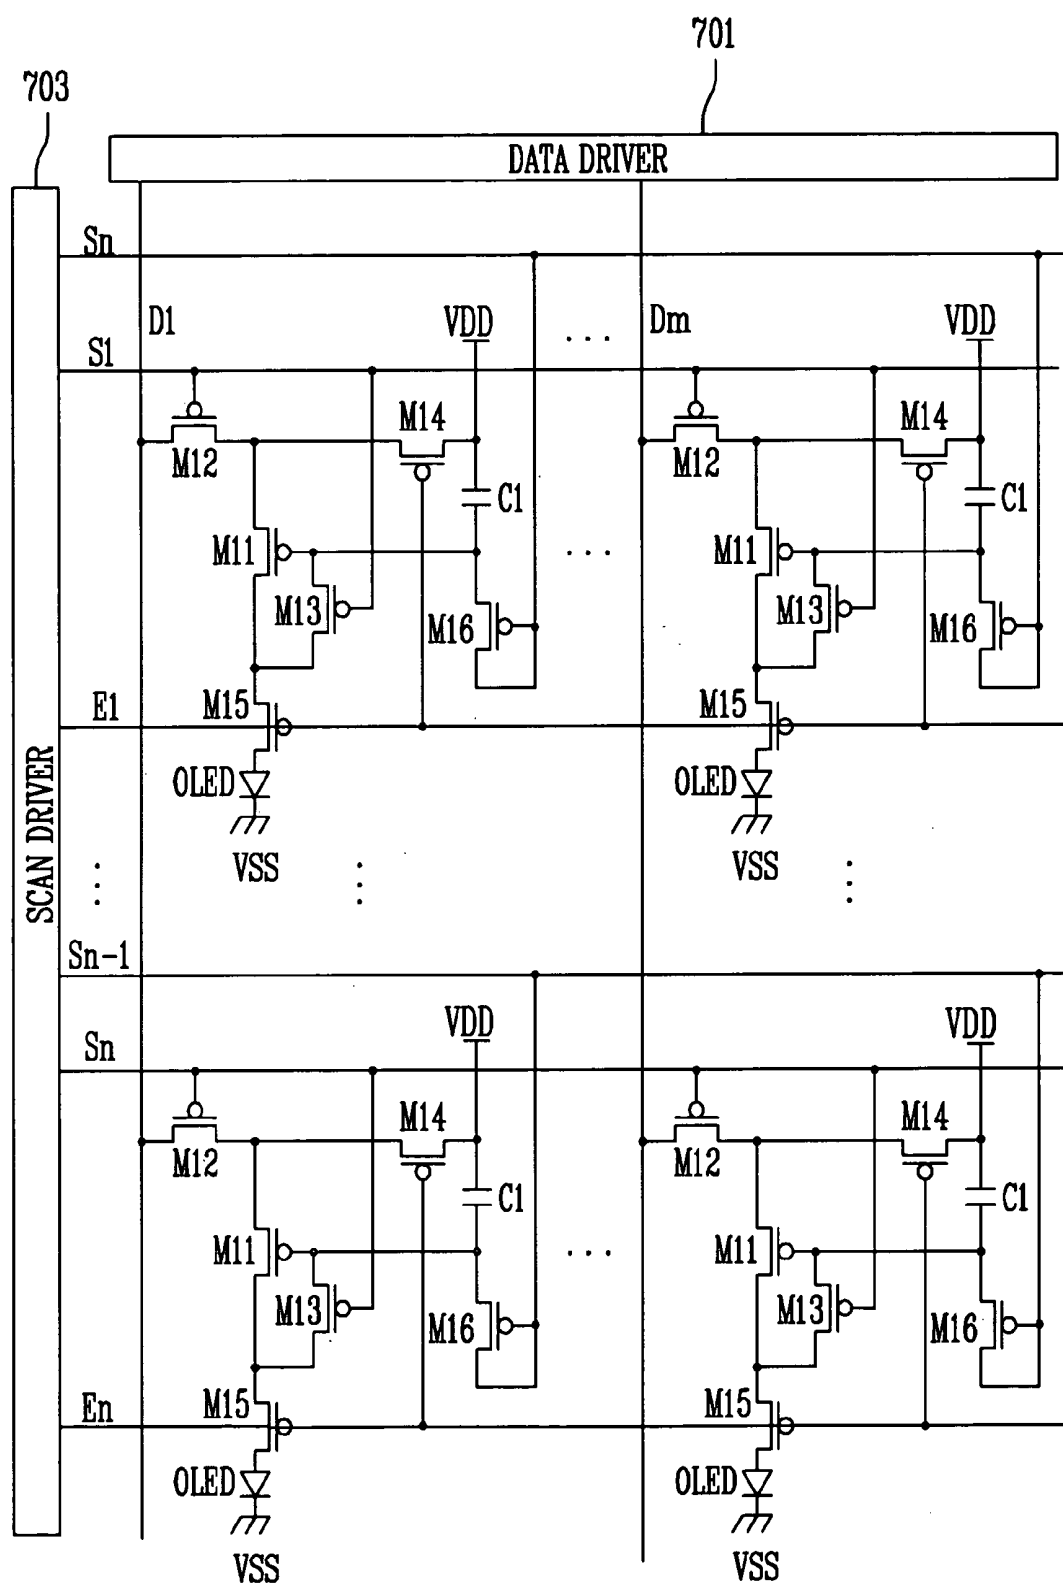 701
703
DATA DRIVER
SCAN DRIVER
Sn
D1
VDD
. . .
Dm
VDD
S1
M14
M14
M12
M12
C1
C1
M11
. . .
M11
M13
M16
M13
M16
E1
M15
M15
OLED
OLED
VSS
VSS
Sn-1
VDD
VDD
Sn
M14
M14
M12
M12
C1
C1
M11
. . .
M11
M13
M16
M13
M16
En
M15
M15
OLED
OLED
VSS
VSS